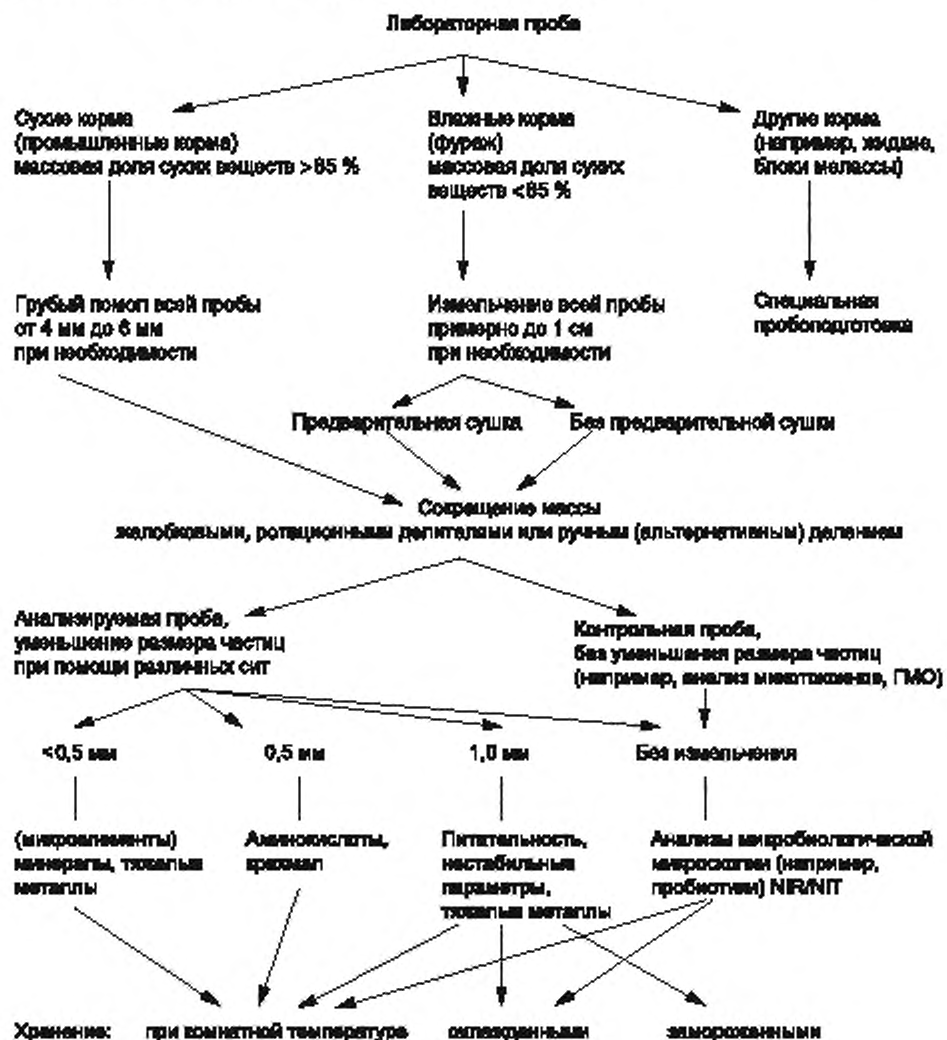 Лабораторная проба
Сухие корма
(промышленные корма)
массовая доля сухих веществ >85 %
Влажные корма
(фураж)
массовая доля сухих
веществ <85 %
Другие корма
(например, жидкие,
блоки мелассы)
Грубый помол всей пробы
от 4 мм до 6 мм
при необходимости
Измельчение всей пробы
примерно до 1 см
при необходимости
Специальная
пробоподготовка
Предварительная сушка
Без предварительной сушки
Сокращение массы
желобковыми, ротационными делителями или ручным (альтернативным) делением
Анализируемая проба,
уменьшение размера частиц
при помощи различных сит
Контрольная проба,
без уменьшения размера частиц
(например, анализ микотоксинов, ГМО)
<0,5 мм
0,5 мм
1,0 мм
Без измельчения
(микроэлементы)
минералы, тяжелые
металлы
Аминокислоты,
крахмал
Питательность,
нестабильные
параметры,
тяжелые металлы
Анализы микробиологической
микроскопии (например,
пробиотики) NIR/NIT
Хранение:
при комнатной температуре
охлажденными
замороженными